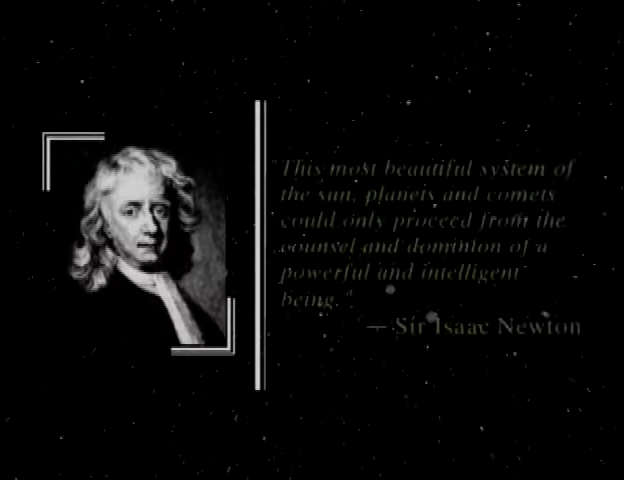 "This most beautiful system of
the sun, planets and comets
could only proceed from the
counsel and dominion of a
powerful and intelligent
being."
— Sir Isaac Newton